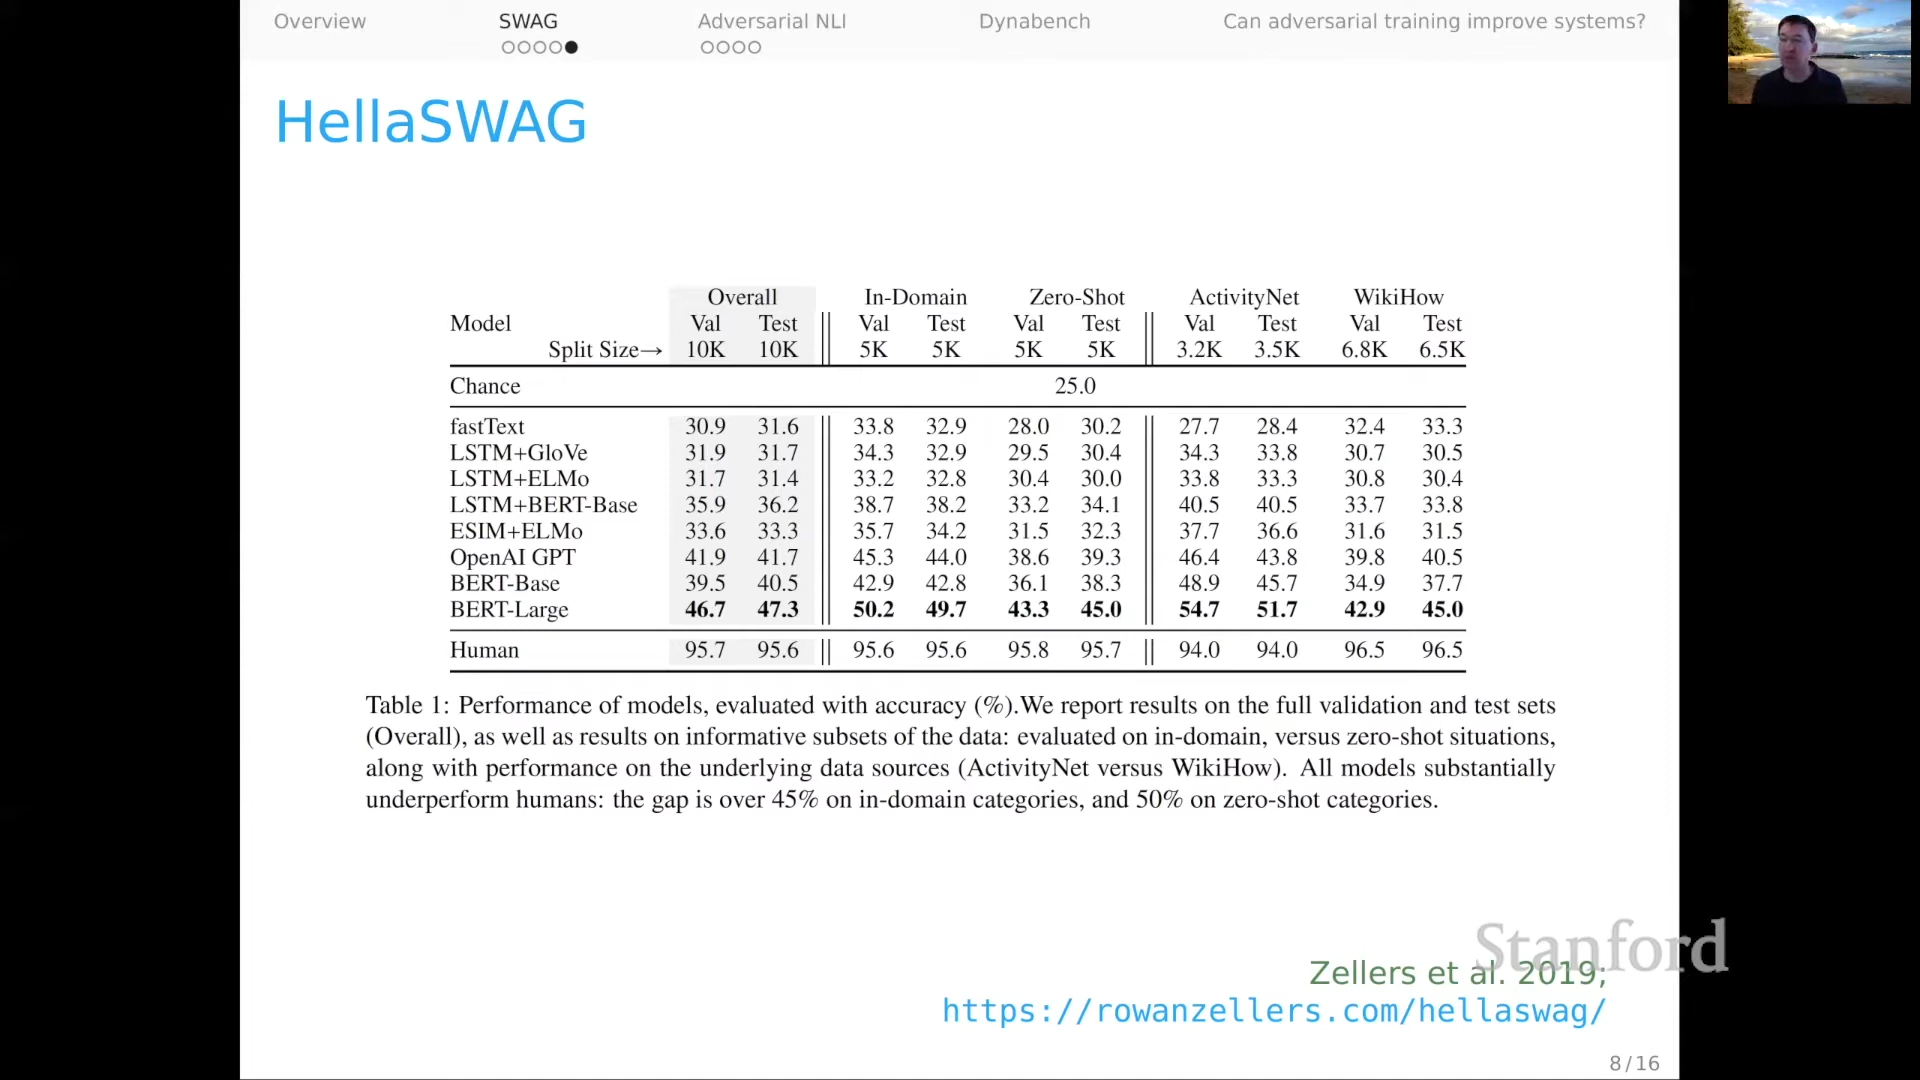 Overview SWAG Adversarial NLI Dynabench Can adversarial training improve systems?
HellaSWAG
Overall In-Domain Zero-Shot ActivityNet WikiHow
Model Val Test Val Test Val Test Val Test Val Test
Split Size→ 10K 10K 5K 5K 5K 5K 3.2K 3.5K 6.8K 6.5K
Chance 25.0
fastText 30.9 31.6 33.8 32.9 28.0 30.2 27.7 28.4 32.4 33.3
LSTM+GloVe 31.9 31.7 34.3 32.9 29.5 30.4 34.3 33.8 30.7 30.5
LSTM+ELMo 31.7 31.4 33.2 32.8 30.4 30.0 33.8 33.3 30.8 30.4
LSTM+BERT-Base 35.9 36.2 38.7 38.2 33.2 34.1 40.5 40.5 33.7 33.8
ESIM+ELMo 33.6 33.3 35.7 34.2 31.5 32.3 37.7 36.6 31.6 31.5
OpenAI GPT 41.9 41.7 45.3 44.0 38.6 39.3 46.4 43.8 39.8 40.5
BERT-Base 39.5 40.5 42.9 42.8 36.1 38.3 48.9 45.7 34.9 37.7
BERT-Large 46.7 47.3 50.2 49.7 43.3 45.0 54.7 51.7 42.9 45.0
Human 95.7 95.6 95.6 95.6 95.8 95.7 94.0 94.0 96.5 96.5
Table 1: Performance of models, evaluated with accuracy (%).We report results on the full validation and test sets
(Overall), as well as results on informative subsets of the data: evaluated on in-domain, versus zero-shot situations,
along with performance on the underlying data sources (ActivityNet versus WikiHow). All models substantially
underperform humans: the gap is over 45% on in-domain categories, and 50% on zero-shot categories.
Stanford
Zellers et al. 2019;
https://rowanzellers.com/hellaswag/
8/16